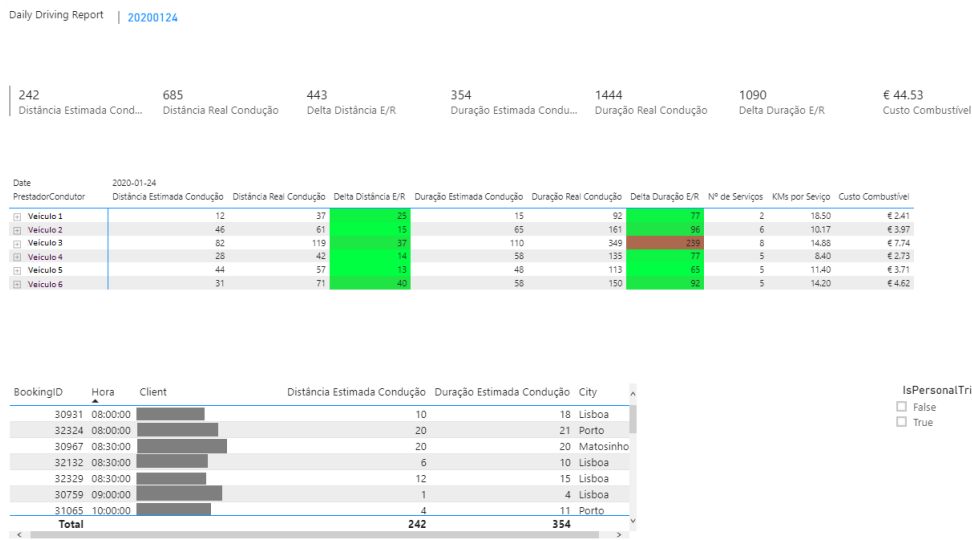 Daily Driving Report | 20200124
242 685 443 354 1444 1090 € 44.53
Distância Estimada Cond... Distância Real Condução Delta Distância E/R Duração Estimada Condu... Duração Real Condução Delta Duração E/R Custo Combustível
Date 2020-01-24
PrestadorCondutor Distância Estimada Condução Distância Real Condução Delta Distância E/R Duração Estimada Condução Duração Real Condução Delta Duração E/R Nº de Serviços KMs por Seviço Custo Combustível
Veículo 1 12 37 25 15 92 77 2 18.50 € 2.41
Veículo 2 46 61 15 65 161 96 6 10.17 € 3.97
Veículo 3 82 119 37 110 349 239 8 14.88 € 7.74
Veículo 4 28 42 14 58 135 77 5 8.40 € 2.73
Veículo 5 44 57 13 48 113 65 5 11.40 € 3.71
Veículo 6 31 71 40 58 150 92 5 14.20 € 4.62
BookingID Hora Client Distância Estimada Condução Duração Estimada Condução City
30931 08:00:00 10 18 Lisboa
32324 08:00:00 20 21 Porto
30967 08:30:00 20 20 Matosinho
32132 08:30:00 6 10 Lisboa
32329 08:30:00 12 15 Lisboa
30759 09:00:00 1 4 Lisboa
31065 10:00:00 4 11 Porto
Total 242 354
IsPersonalTri
False
True